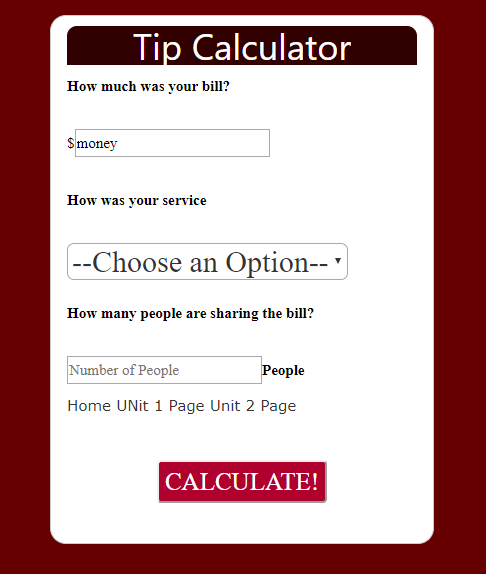 Tip Calculator
How much was your bill?
$money
How was your service
--Choose an Option--
How many people are sharing the bill?
Number of People People
Home UNit 1 Page Unit 2 Page
CALCULATE!